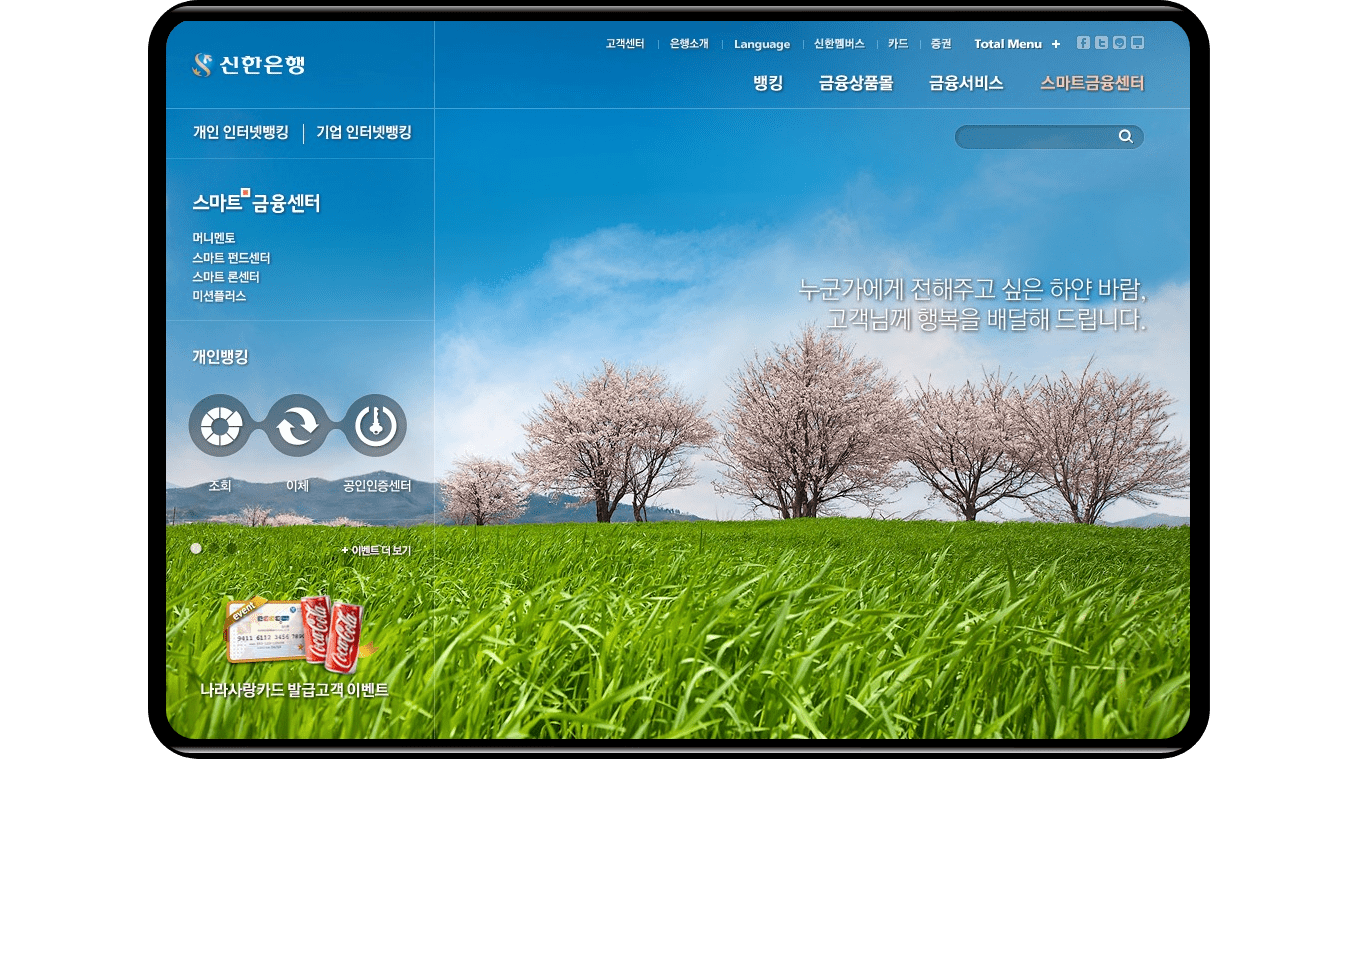 신한은행
고객센터 은행소개 Language 신한멤버스 카드 증권 Total Menu +
뱅킹 금융상품몰 금융서비스 스마트금융센터
개인 인터넷뱅킹 기업 인터넷뱅킹
스마트 금융센터
머니멘토
스마트 펀드센터
스마트 론센터
미션플러스
누군가에게 전해주고 싶은 하얀 바람,
고객님께 행복을 배달해 드립니다.
개인뱅킹
조회 이체 공인인증센터
+ 이벤트 더 보기
event
9411 6152 3456 7890
Coca-Cola
Coca-Cola
나라사랑카드 발급고객 이벤트